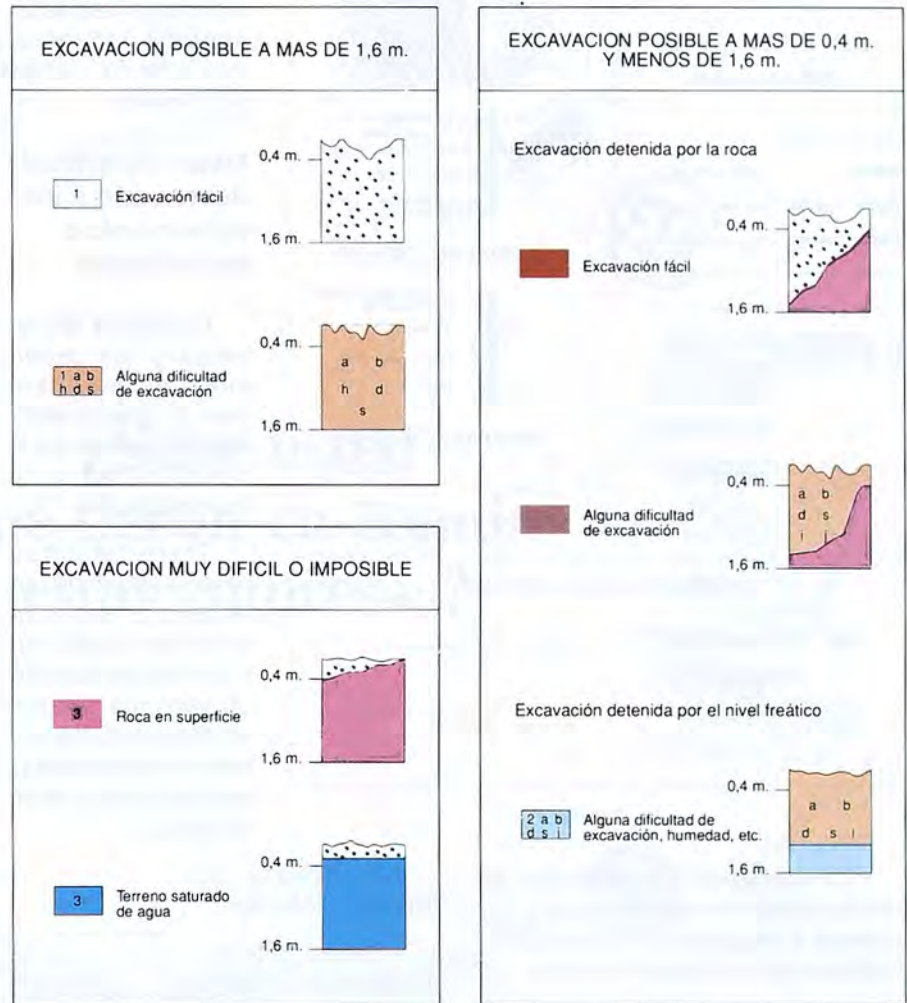 EXCAVACION POSIBLE A MAS DE 1,6 m.
0,4 m.
1 Excavación fácil
1,6 m.
0,4 m.
a b
1 a b
h d s
Alguna dificultad
de excavación
h d
s
1,6 m.
EXCAVACION MUY DIFICIL O IMPOSIBLE
0,4 m.
3 Roca en superficie
1,6 m.
0,4 m.
3 Terreno saturado
de agua
1,6 m.
EXCAVACION POSIBLE A MAS DE 0,4 m.
Y MENOS DE 1,6 m.
Excavación detenida por la roca
0,4 m.
Excavación fácil
1,6 m.
0,4 m.
a b
d s
i i
Alguna dificultad
de excavación
1,6 m.
Excavación detenida por el nivel freático
0,4 m.
a b
2 a b
d s i
Alguna dificultad de
excavación, humedad, etc.
d s i
1,6 m.